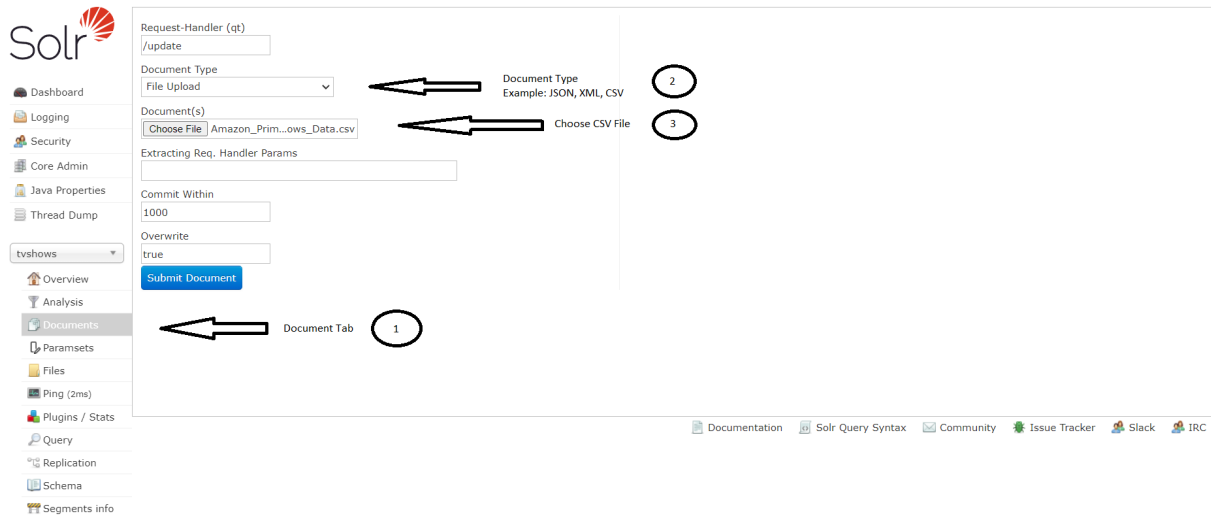 Solr
Dashboard
Logging
Security
Core Admin
Java Properties
Thread Dump
tvshows
Overview
Analysis
Documents
Paramsets
Files
Ping (2ms)
Plugins / Stats
Query
Replication
Schema
Segments info
Request-Handler (qt)
/update
Document Type
File Upload
Document(s)
Choose File Amazon_Prim...ows_Data.csv
Extracting Req. Handler Params
Commit Within
1000
Overwrite
true
Submit Document
Document Type
Example: JSON, XML, CSV
2
Choose CSV File
3
Document Tab
1
Documentation Solr Query Syntax Community Issue Tracker Slack IRC